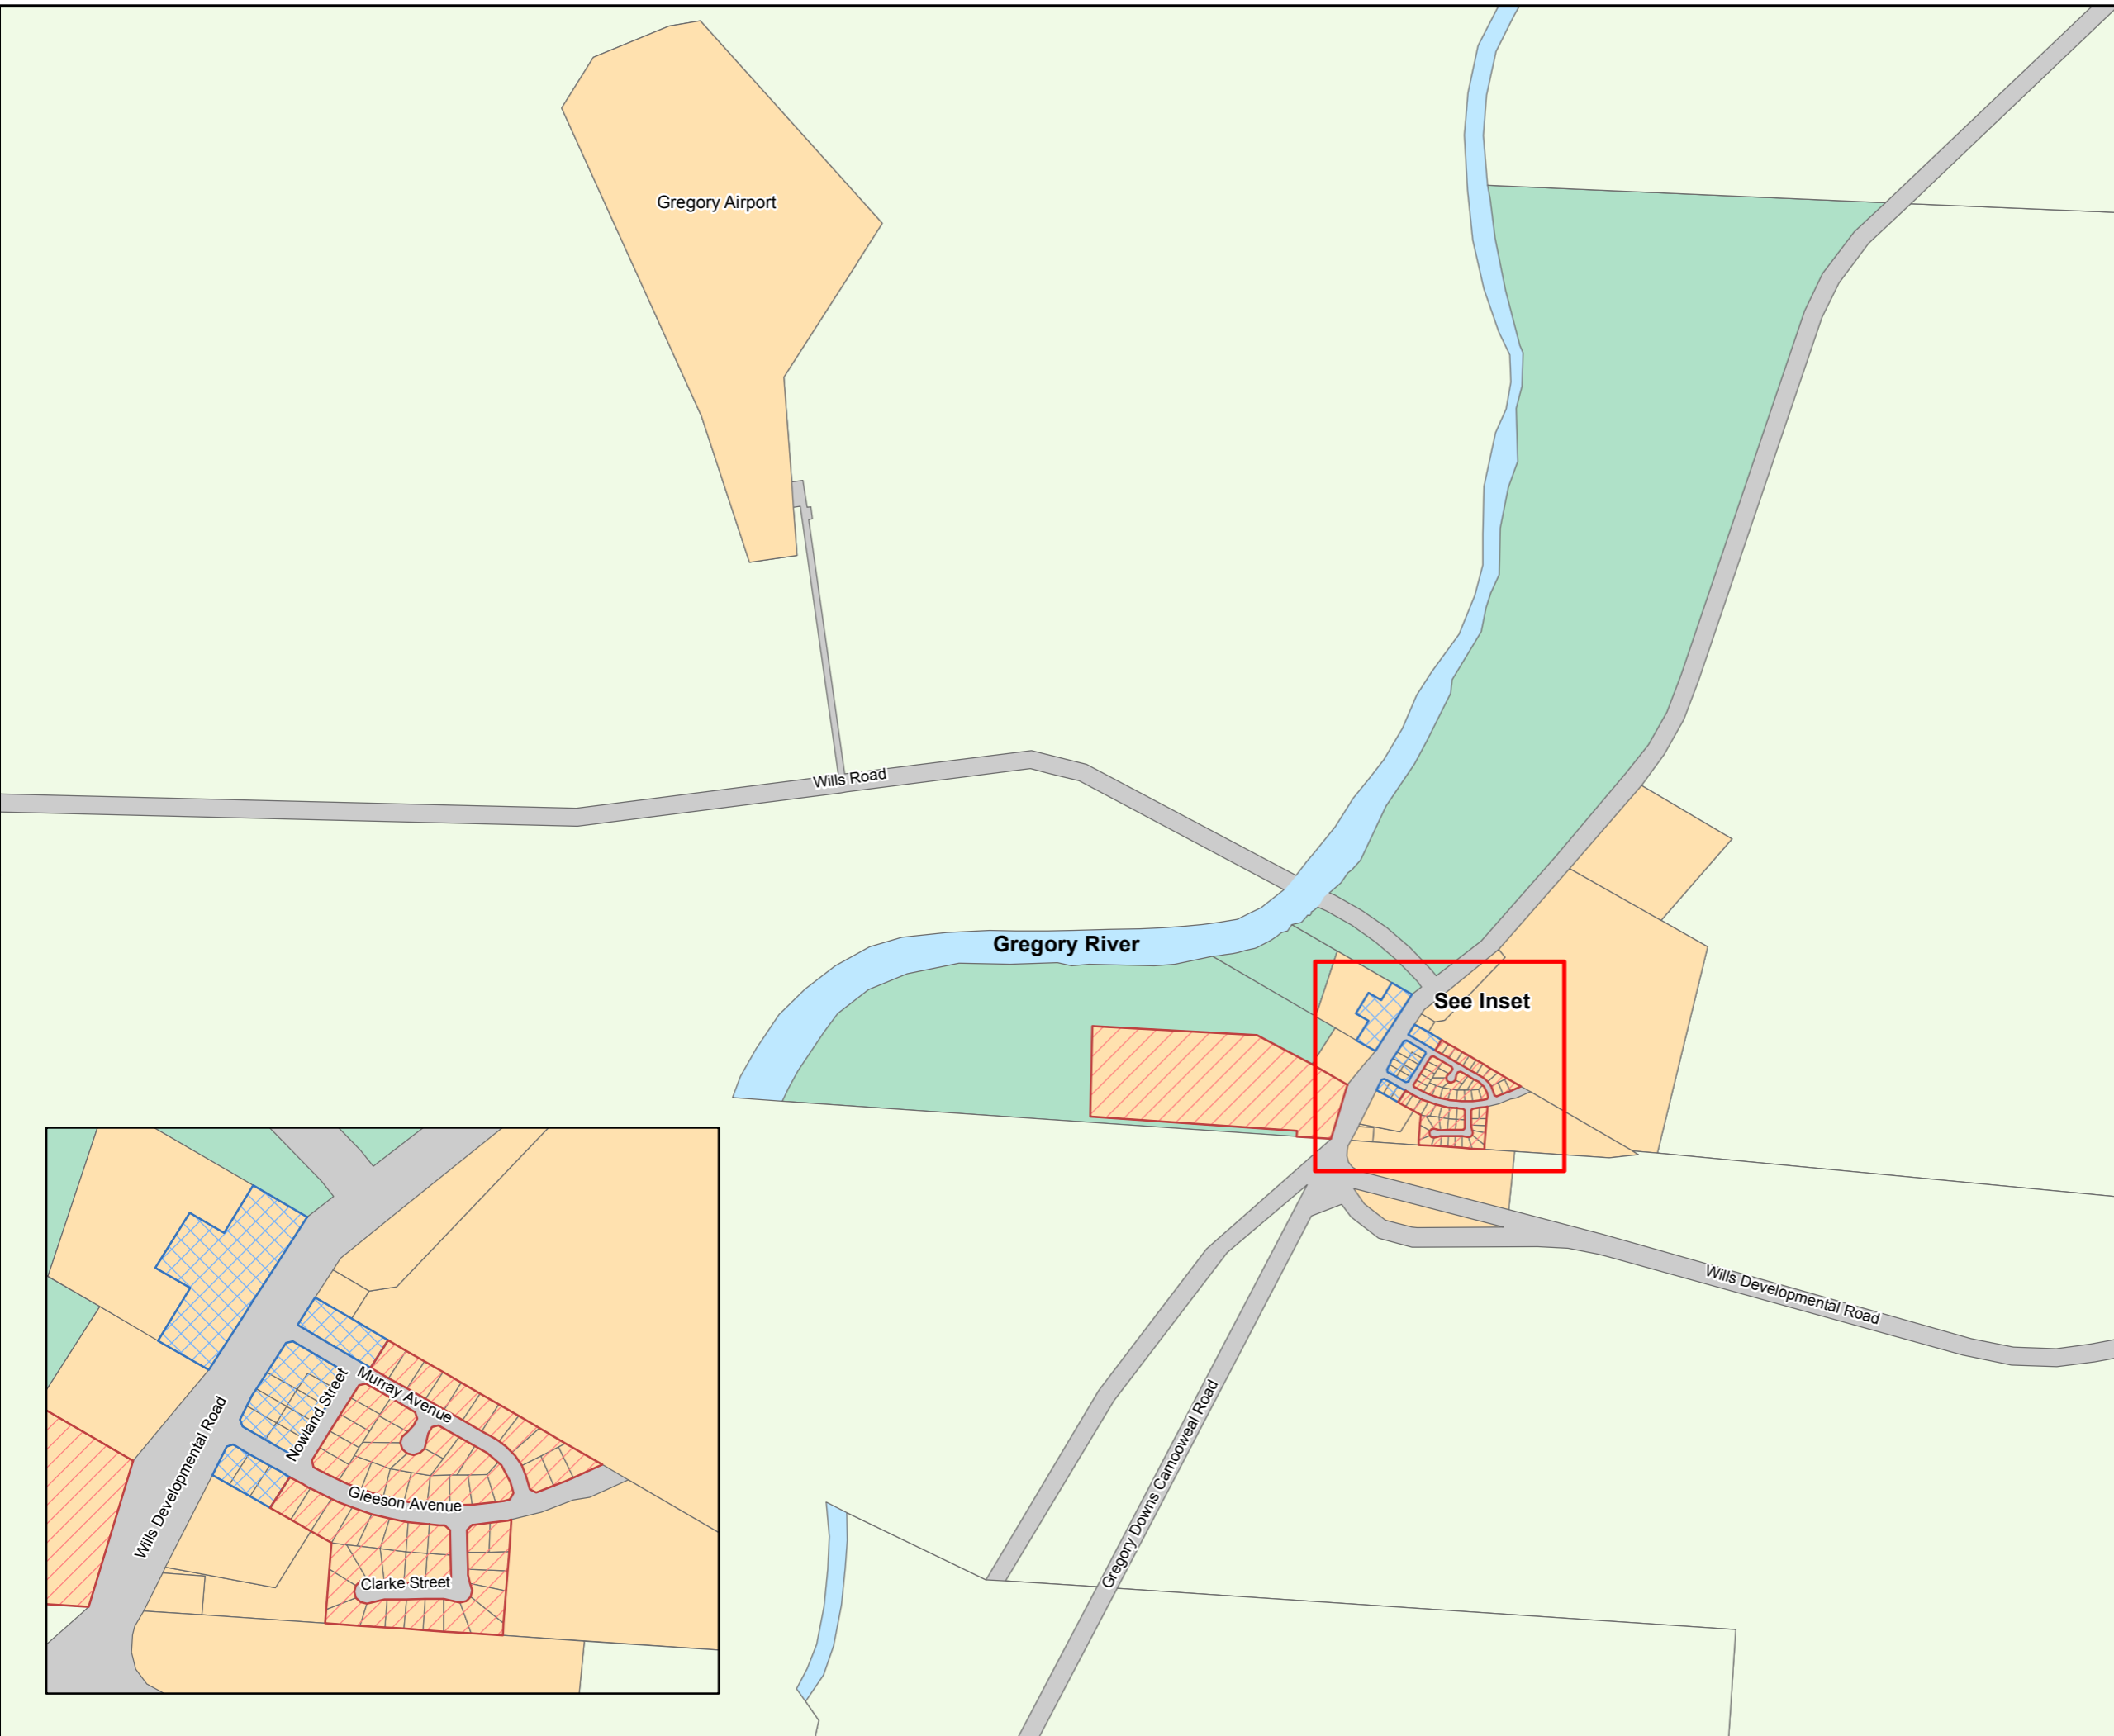 Gregory Airport
Wills Road
Gregory River
See Inset
Wills Developmental Road
Gregory Downs Camooweal Road
Murray Avenue
Nowland Street
Wills Developmental Road
Gleeson Avenue
Clarke Street